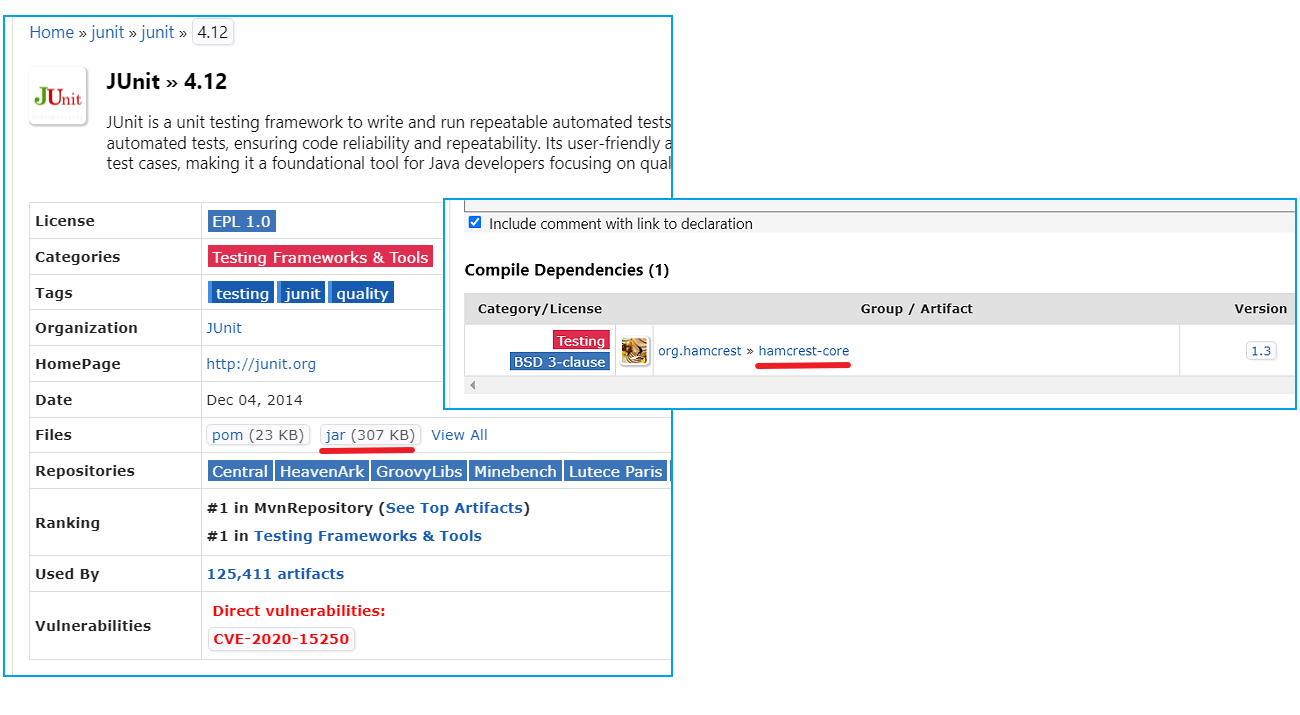 Home » junit » junit » 4.12
JUnit
JUnit » 4.12
JUnit is a unit testing framework to write and run repeatable automated tests
automated tests, ensuring code reliability and repeatability. Its user-friendly a
test cases, making it a foundational tool for Java developers focusing on qual
License EPL 1.0
Categories Testing Frameworks & Tools
Tags testing junit quality
Organization JUnit
HomePage http://junit.org
Date Dec 04, 2014
Files pom (23 KB) jar (307 KB) View All
Repositories Central HeavenArk GroovyLibs Minebench Lutece Paris
Ranking #1 in MvnRepository (See Top Artifacts)
#1 in Testing Frameworks & Tools
Used By 125,411 artifacts
Vulnerabilities Direct vulnerabilities:
CVE-2020-15250
Include comment with link to declaration
Compile Dependencies (1)
Category/License Group / Artifact Version
Testing
BSD 3-clause
org.hamcrest » hamcrest-core 1.3